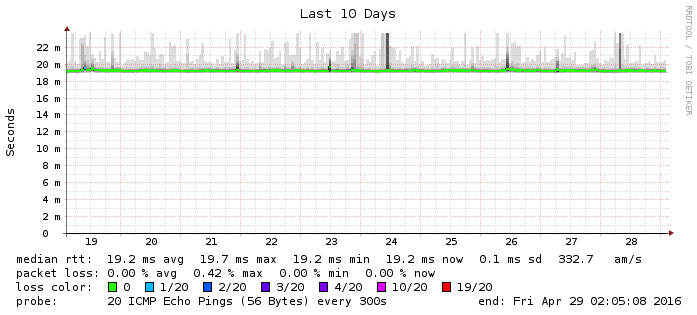 Last 10 Days
RRDTOOL / TOBI OETIKER
Seconds
22 m
20 m
18 m
16 m
14 m
12 m
10 m
8 m
6 m
4 m
2 m
0
19 20 21 22 23 24 25 26 27 28
median rtt: 19.2 ms avg 19.7 ms max 19.2 ms min 19.2 ms now 0.1 ms sd 332.7 am/s
packet loss: 0.00 % avg 0.42 % max 0.00 % min 0.00 % now
loss color: 0 1/20 2/20 3/20 4/20 10/20 19/20
probe: 20 ICMP Echo Pings (56 Bytes) every 300s end: Fri Apr 29 02:05:08 2016